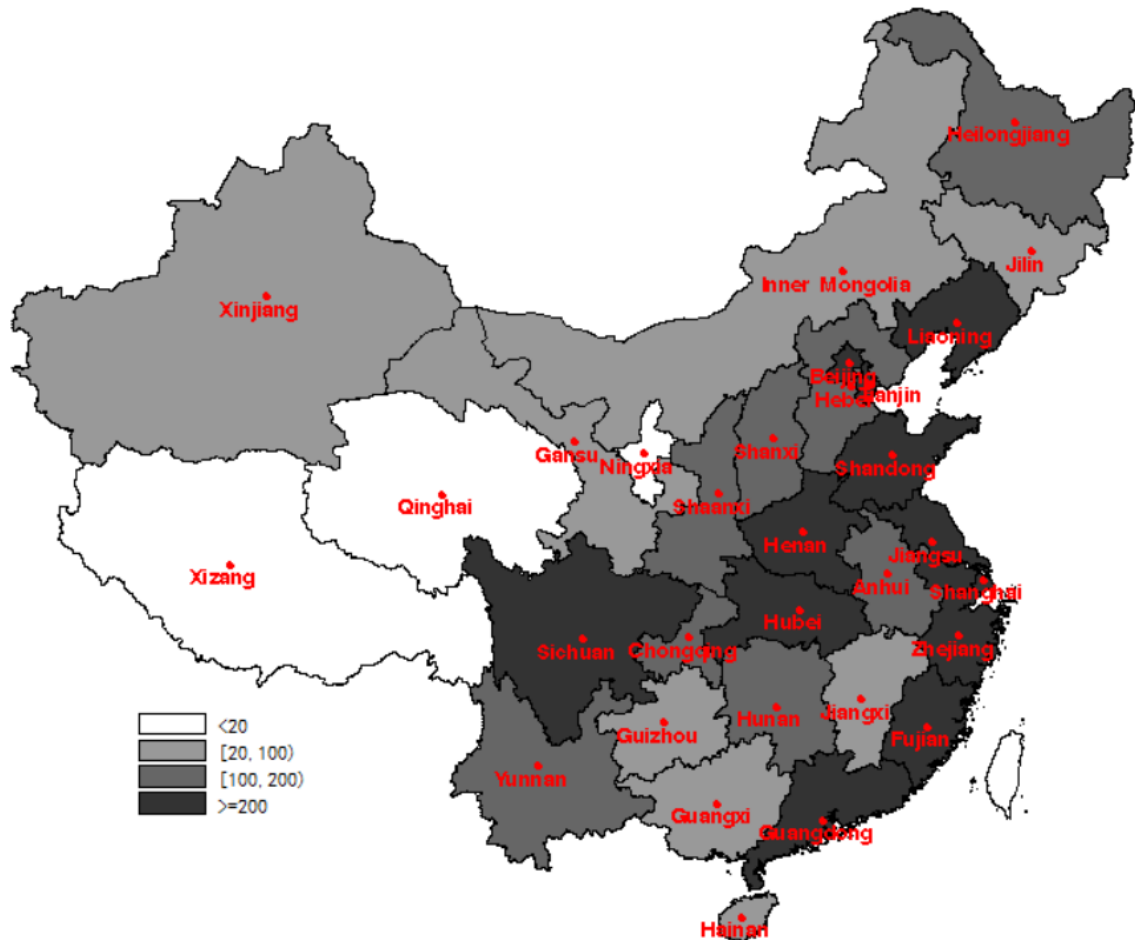 Heilongjiang
Jilin
Inner Mongolia
Xinjiang
Liaoning
Beijing
Hebei
Tianjin
Shanxi
Gansu
Ningxia
Shandong
Qinghai
Shaanxi
Henan
Jiangsu
Xizang
Anhui
Shanghai
Hubei
Sichuan
Chongqing
Zhejiang
Hunan
Jiangxi
Guizhou
Fujian
<20
[20, 100)
[100, 200)
>=200
Yunnan
Guangxi
Guangdong
Hainan